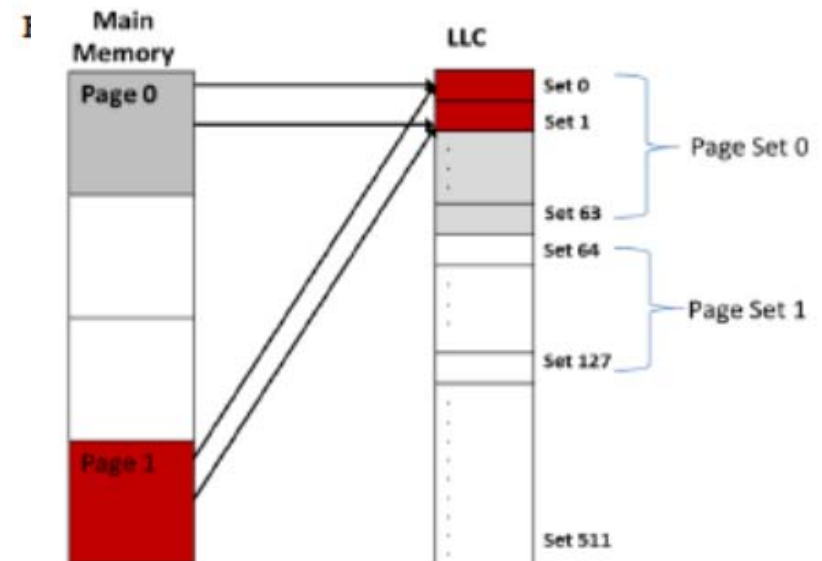 Main
Memory
LLC
Page 0
Set 0
Set 1
Page Set 0
Set 63
Set 64
Page Set 1
Set 127
Page 1
Set 511